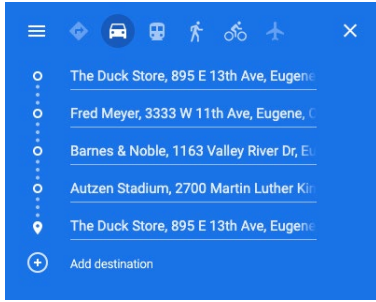 The Duck Store, 895 E 13th Ave, Eugene
Fred Meyer, 3333 W 11th Ave, Eugene,
Barnes & Noble, 1163 Valley River Dr,
Autzen Stadium, 2700 Martin Luther
The Duck Store, 895 E 13th Ave, Eugene
Add destination